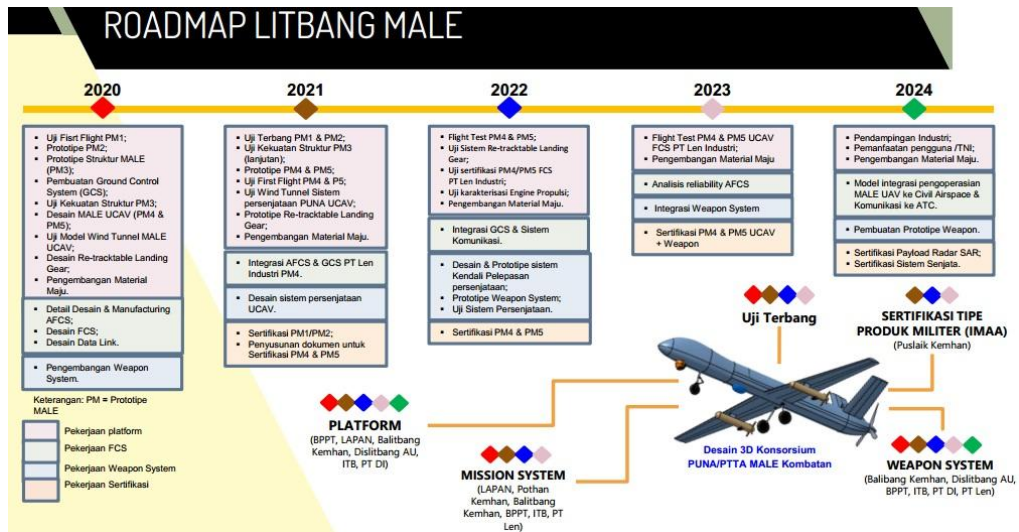 ROADMAP LITBANG MALE
2020
2021
2022
2023
2024
Uji Fisrt Flight PM1;
Prototipe PM2;
Prototipe Struktur MALE
(PM3);
Pembuatan Ground Control
System (GCS);
Uji Kekuatan Struktur PM3;
Desain MALE UCAV (PM4 &
PM5);
Uji Model Wind Tunnel MALE
UCAV;
Desain Re-tracktable Landing
Gear;
Pengembangan Material
Maju.
Detail Desain & Manufacturing
AFCS;
Desain FCS;
Desain Data Link.
Pengembangan Weapon
System.
Uji Terbang PM1 & PM2;
Uji Kekuatan Struktur PM3
(lanjutan);
Prototipe PM4 & PM5;
Uji First Flight PM4 & P5;
Uji Wind Tunnel Sistem
persenjataan PUNA UCAV;
Prototipe Re-tracktable Landing
Gear;
Pengembangan Material Maju.
Integrasi AFCS & GCS PT Len
Industri PM4.
Desain sistem persenjataan
UCAV.
Sertifikasi PM1/PM2;
Penyusunan dokumen untuk
Sertifikasi PM4 & PM5
Flight Test PM4 & PM5;
Uji Sistem Re-tracktable Landing
Gear;
Uji sertifikasi PM4/PM5 FCS
PT Len Industri;
Uji karakterisasi Engine Propulsi;
Pengembangan Material Maju.
Integrasi GCS & Sistem
Komunikasi.
Desain & Prototipe sistem
Kendali Pelepasan
persenjataan;
Prototipe Weapon System;
Uji Sistem Persenjataan.
Sertifikasi PM4 & PM5
Flight Test PM4 & PM5 UCAV
FCS PT Len Industri;
Pengembangan Material Maju
Analisis reliability AFCS
Integrasi Weapon System
Sertifikasi PM4 & PM5 UCAV
+ Weapon
Pendampingan Industri;
Pemanfaatan pengguna /TNI;
Pengembangan Material Maju.
Model integrasi pengoperasian
MALE UAV ke Civil Airspace &
Komunikasi ke ATC.
Pembuatan Prototipe Weapon.
Sertifikasi Payload Radar SAR;
Sertifikasi Sistem Senjata.
Keterangan: PM = Prototipe
MALE
Pekerjaan platform
Pekerjaan FCS
Pekerjaan Weapon System
Pekerjaan Sertifikasi
PLATFORM
(BPPT, LAPAN, Balitbang
Kemhan, Dislitbang AU,
ITB, PT DI)
MISSION SYSTEM
(LAPAN, Pothan
Kemhan, Balitbang
Kemhan, BPPT, ITB, PT
Len)
Uji Terbang
SERTIFIKASI TIPE
PRODUK MILITER (IMAA)
(Puslaik Kemhan)
Desain 3D Konsorsium
PUNA/PTTA MALE Kombatan
WEAPON SYSTEM
(Balibang Kemhan, Dislitbang AU,
BPPT, ITB, PT DI, PT Len)